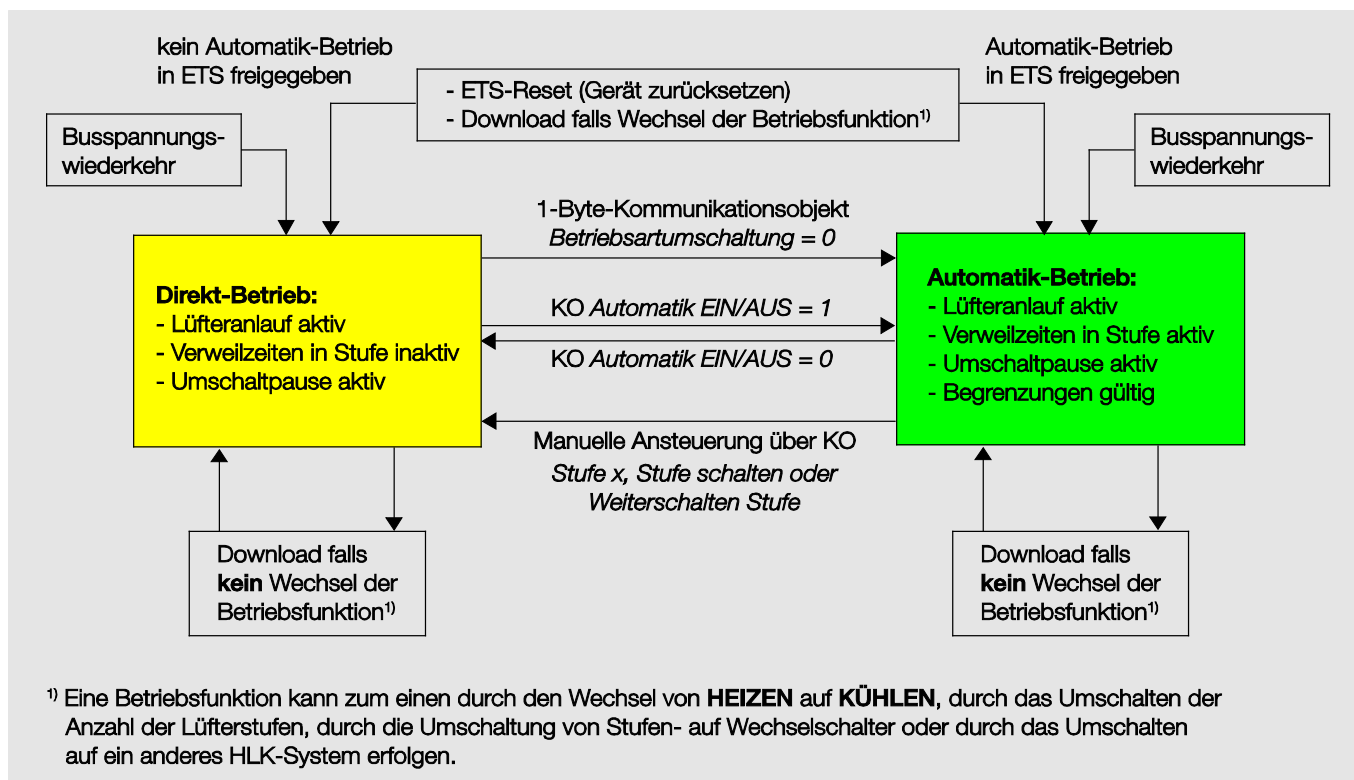 kein Automatik-Betrieb
in ETS freigegeben
Automatik-Betrieb
in ETS freigegeben
- ETS-Reset (Gerät zurücksetzen)
- Download falls Wechsel der Betriebsfunktion¹⁾
Busspannungs-
wiederkehr
Busspannungs-
wiederkehr
1-Byte-Kommunikationsobjekt
Betriebsartumschaltung = 0
Direkt-Betrieb:
- Lüfteranlauf aktiv
- Verweilzeiten in Stufe inaktiv
- Umschaltpause aktiv
KO Automatik EIN/AUS = 1
KO Automatik EIN/AUS = 0
Automatik-Betrieb:
- Lüfteranlauf aktiv
- Verweilzeiten in Stufe aktiv
- Umschaltpause aktiv
- Begrenzungen gültig
Manuelle Ansteuerung über KO
Stufe x, Stufe schalten oder
Weiterschalten Stufe
Download falls
kein Wechsel der
Betriebsfunktion¹⁾
Download falls
kein Wechsel der
Betriebsfunktion¹⁾
¹⁾ Eine Betriebsfunktion kann zum einen durch den Wechsel von HEIZEN auf KÜHLEN, durch das Umschalten der
Anzahl der Lüfterstufen, durch die Umschaltung von Stufen- auf Wechselschalter oder durch das Umschalten
auf ein anderes HLK-System erfolgen.